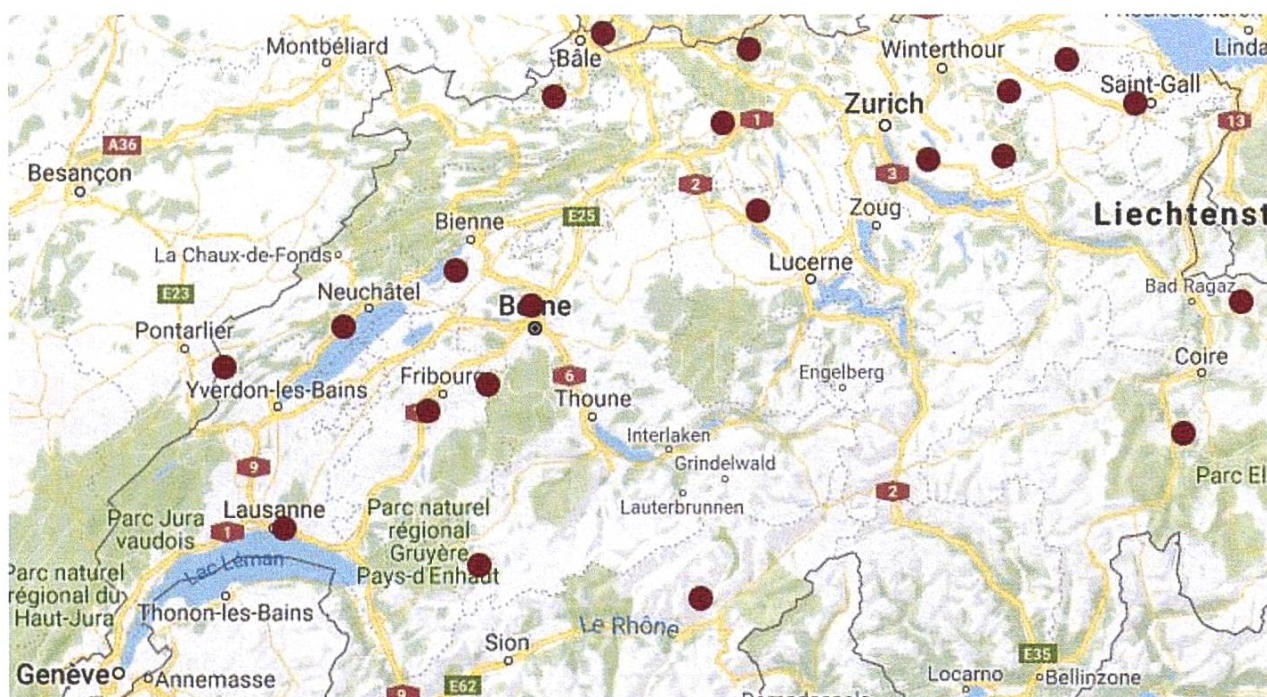 Montbéliard
Bâle
Winterthour
Linda
Saint-Gall
Zurich
A36
1
13
Besançon
3
2
Zoug
Liechtenst
E25
Bienne
La Chaux-de-Fonds
Lucerne
E23
Neuchâtel
Bad Ragaz
Pontarlier
Coire
Engelberg
Yverdon-les-Bains
Fribourg
6
Thoune
Interlaken
Grindelwald
9
Lauterbrunnen
2
Parc El
Lausanne
Parc Jura
vaudois
1
Parc naturel
régional
Gruyère
Pays-d'Enhaut
Lac Léman
Parc naturel
régional du
Haut-Jura
Thonon-les-Bains
Le Rhône
Sion
E35
Genève
Annemasse
9
E62
Locarno
Bellinzone